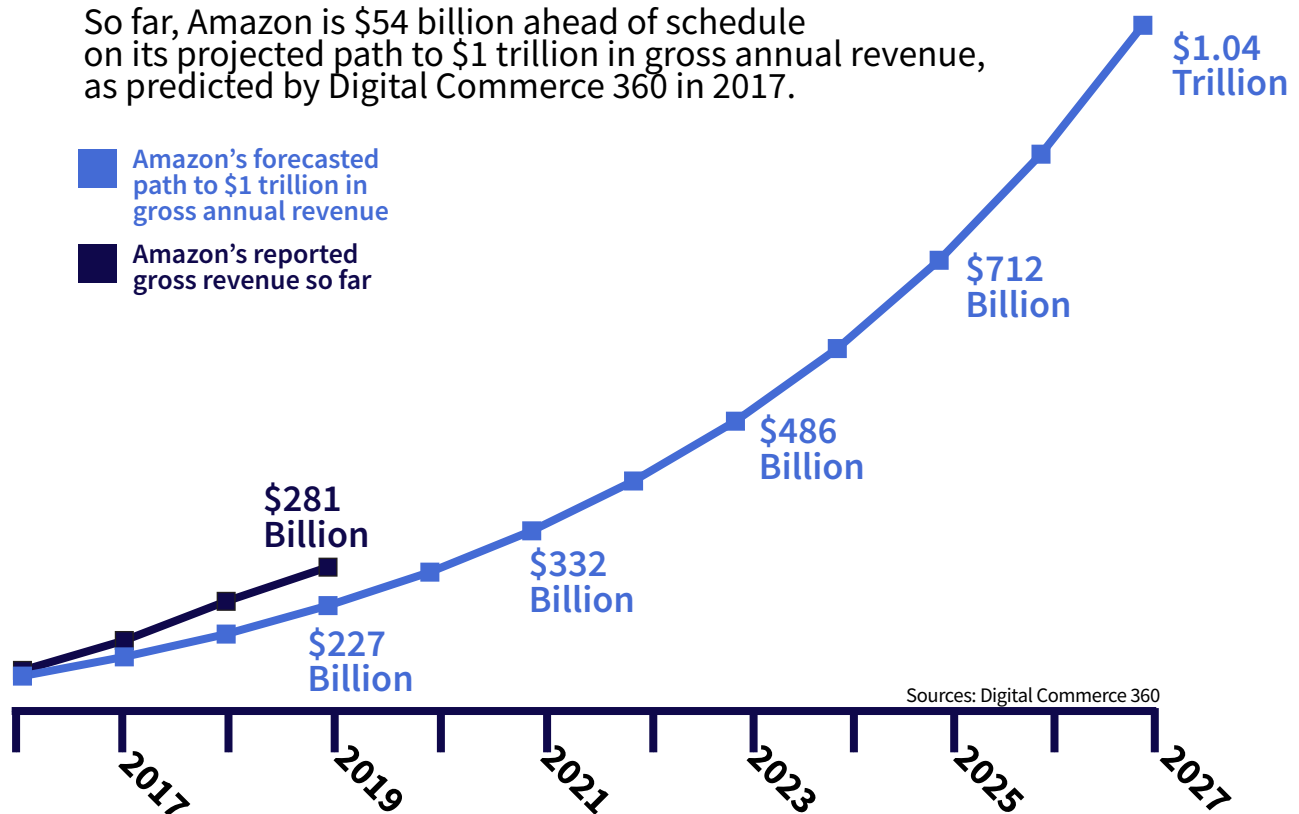 So far, Amazon is $54 billion ahead of schedule
on its projected path to $1 trillion in gross annual revenue,
as predicted by Digital Commerce 360 in 2017.
$1.04
Trillion
Amazon’s forecasted
path to $1 trillion in
gross annual revenue
Amazon’s reported
gross revenue so far
$712
Billion
$486
Billion
$281
Billion
$332
Billion
$227
Billion
Sources: Digital Commerce 360
2017
2019
2021
2023
2025
2027